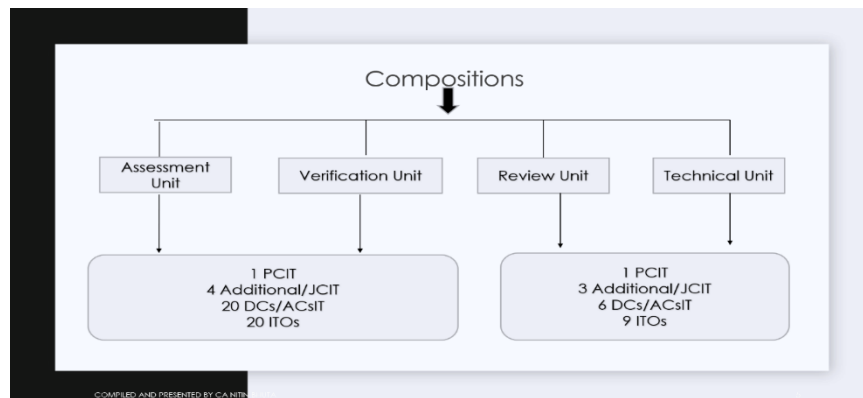 Compositions
Assessment
Unit
Verification Unit
Review Unit
Technical Unit
1 PCIT
4 Additional/JCIT
20 DCs/ACsIT
20 ITOs
1 PCIT
3 Additional/JCIT
6 DCs/ACsIT
9 ITOs
COMPILED AND PRESENTED BY CA NITIN